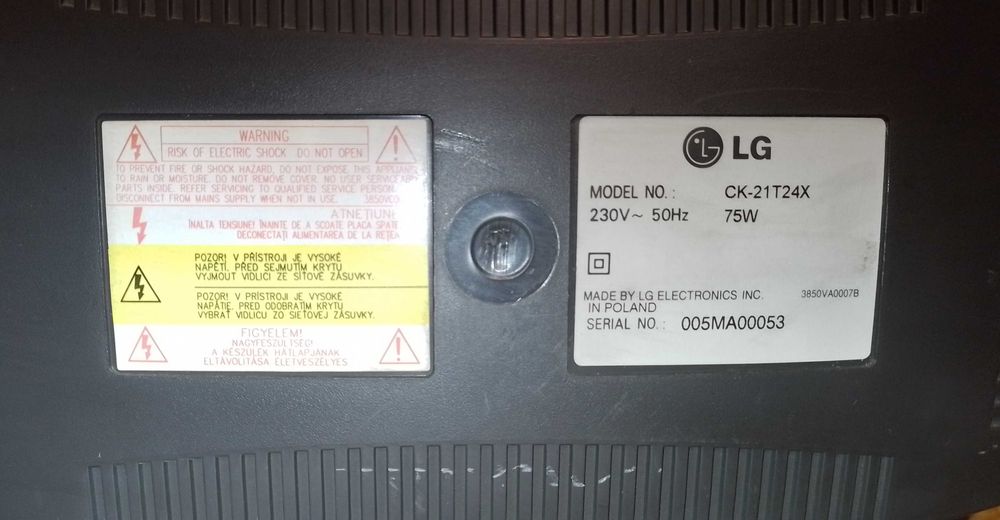 WARNING
RISK OF ELECTRIC SHOCK DO NOT OPEN
TO PREVENT FIRE OR SHOCK HAZARD, DO NOT EXPOSE THIS APPLIANC
TO RAIN OR MOISTURE. DO NOT REMOVE COVER. NO USER SERVICEAB
PARTS INSIDE. REFER SERVICING TO QUALIFIED SERVICE PERSON.
DISCONNECT FROM MAINS SUPPLY WHEN NOT IN USE.
ATNEȚIUNE
INALTA TENSIUNE! INAINTE DE A SCOATE PLACA SPATE
DECONECTATI ALIMENTAREA DE LA REȚEA
POZOR! V PŘÍSTROJI JE VYSOKÉ
NAPĚTÍ. PŘED SEJMUTÍM KRYTU
VYJMOUT VIDLICI ZE SÍŤOVÉ ZÁSUVKY.
POZOR! V PRÍSTROJI JE VYSOKÉ
NAPÄTIE. PRED ODOBRATÍM KRYTU
VYBRAŤ VIDLICU ZO SIEŤOVEJ ZÁSUVKY.
FIGYELEM!
NAGYFESZÜLTSÉG!
A KÉSZÜLÉK HÁTLAPJÁNAK
ELTÁVOLÍTÁSA ÉLETVESZÉLYES
LG
MODEL NO. : CK-21T24X
230V~ 50Hz 75W
MADE BY LG ELECTRONICS INC. 3850VA0007B
IN POLAND
SERIAL NO. : 005MA00053